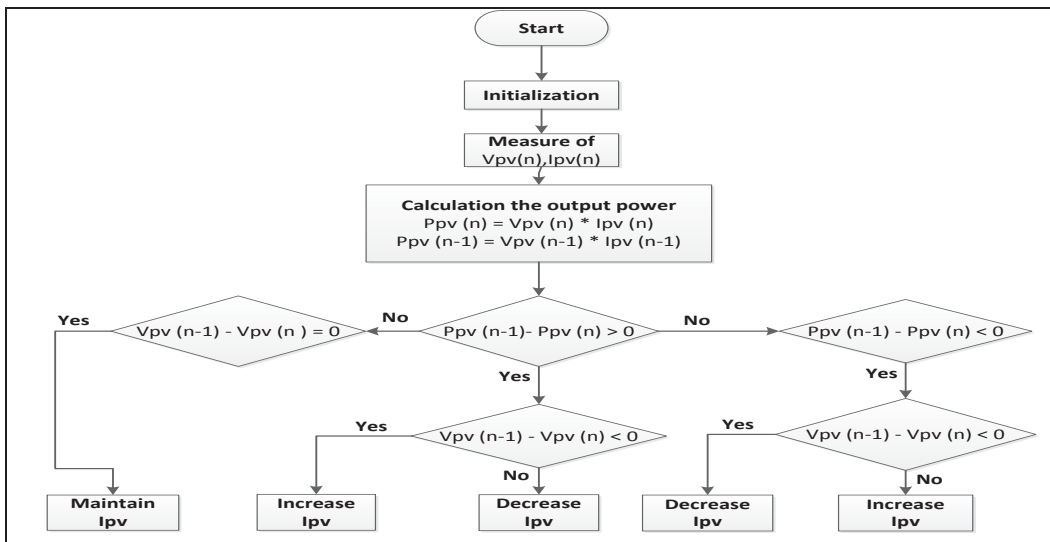 Start
Initialization
Measure of
Vpv(n),Ipv(n)
Calculation the output power
Ppv (n) = Vpv (n) * Ipv (n)
Ppv (n-1) = Vpv (n-1) * Ipv (n-1)
Yes
Vpv (n-1) - Vpv (n ) = 0
No
Ppv (n-1)- Ppv (n) > 0
No
Ppv (n-1) - Ppv (n) < 0
Yes
Yes
Yes
Vpv (n-1) - Vpv (n) < 0
Yes
Vpv (n-1) - Vpv (n) < 0
No
No
Maintain
Ipv
Increase
Ipv
Decrease
Ipv
Decrease
Ipv
Increase
Ipv